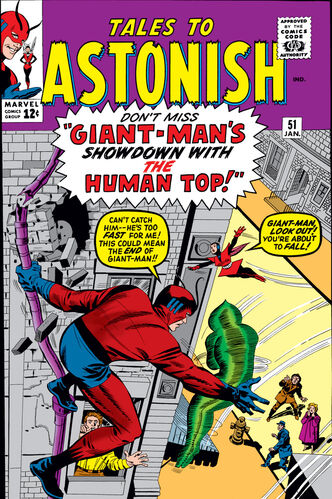 TALES TO
ASTONISH
IND.
APPROVED
BY THE
COMICS
CODE
AUTHORITY
MARVEL
COMICS
GROUP
12¢
51
JAN.
DON'T MISS
"GIANT-MAN'S
SHOWDOWN WITH
THE
HUMAN TOP!"
CAN'T CATCH
HIM--HE'S TOO
FAST FOR ME!
THIS COULD MEAN
THE END OF
GIANT-MAN!!
GIANT-MAN,
LOOK OUT!
YOU'RE ABOUT
TO FALL!